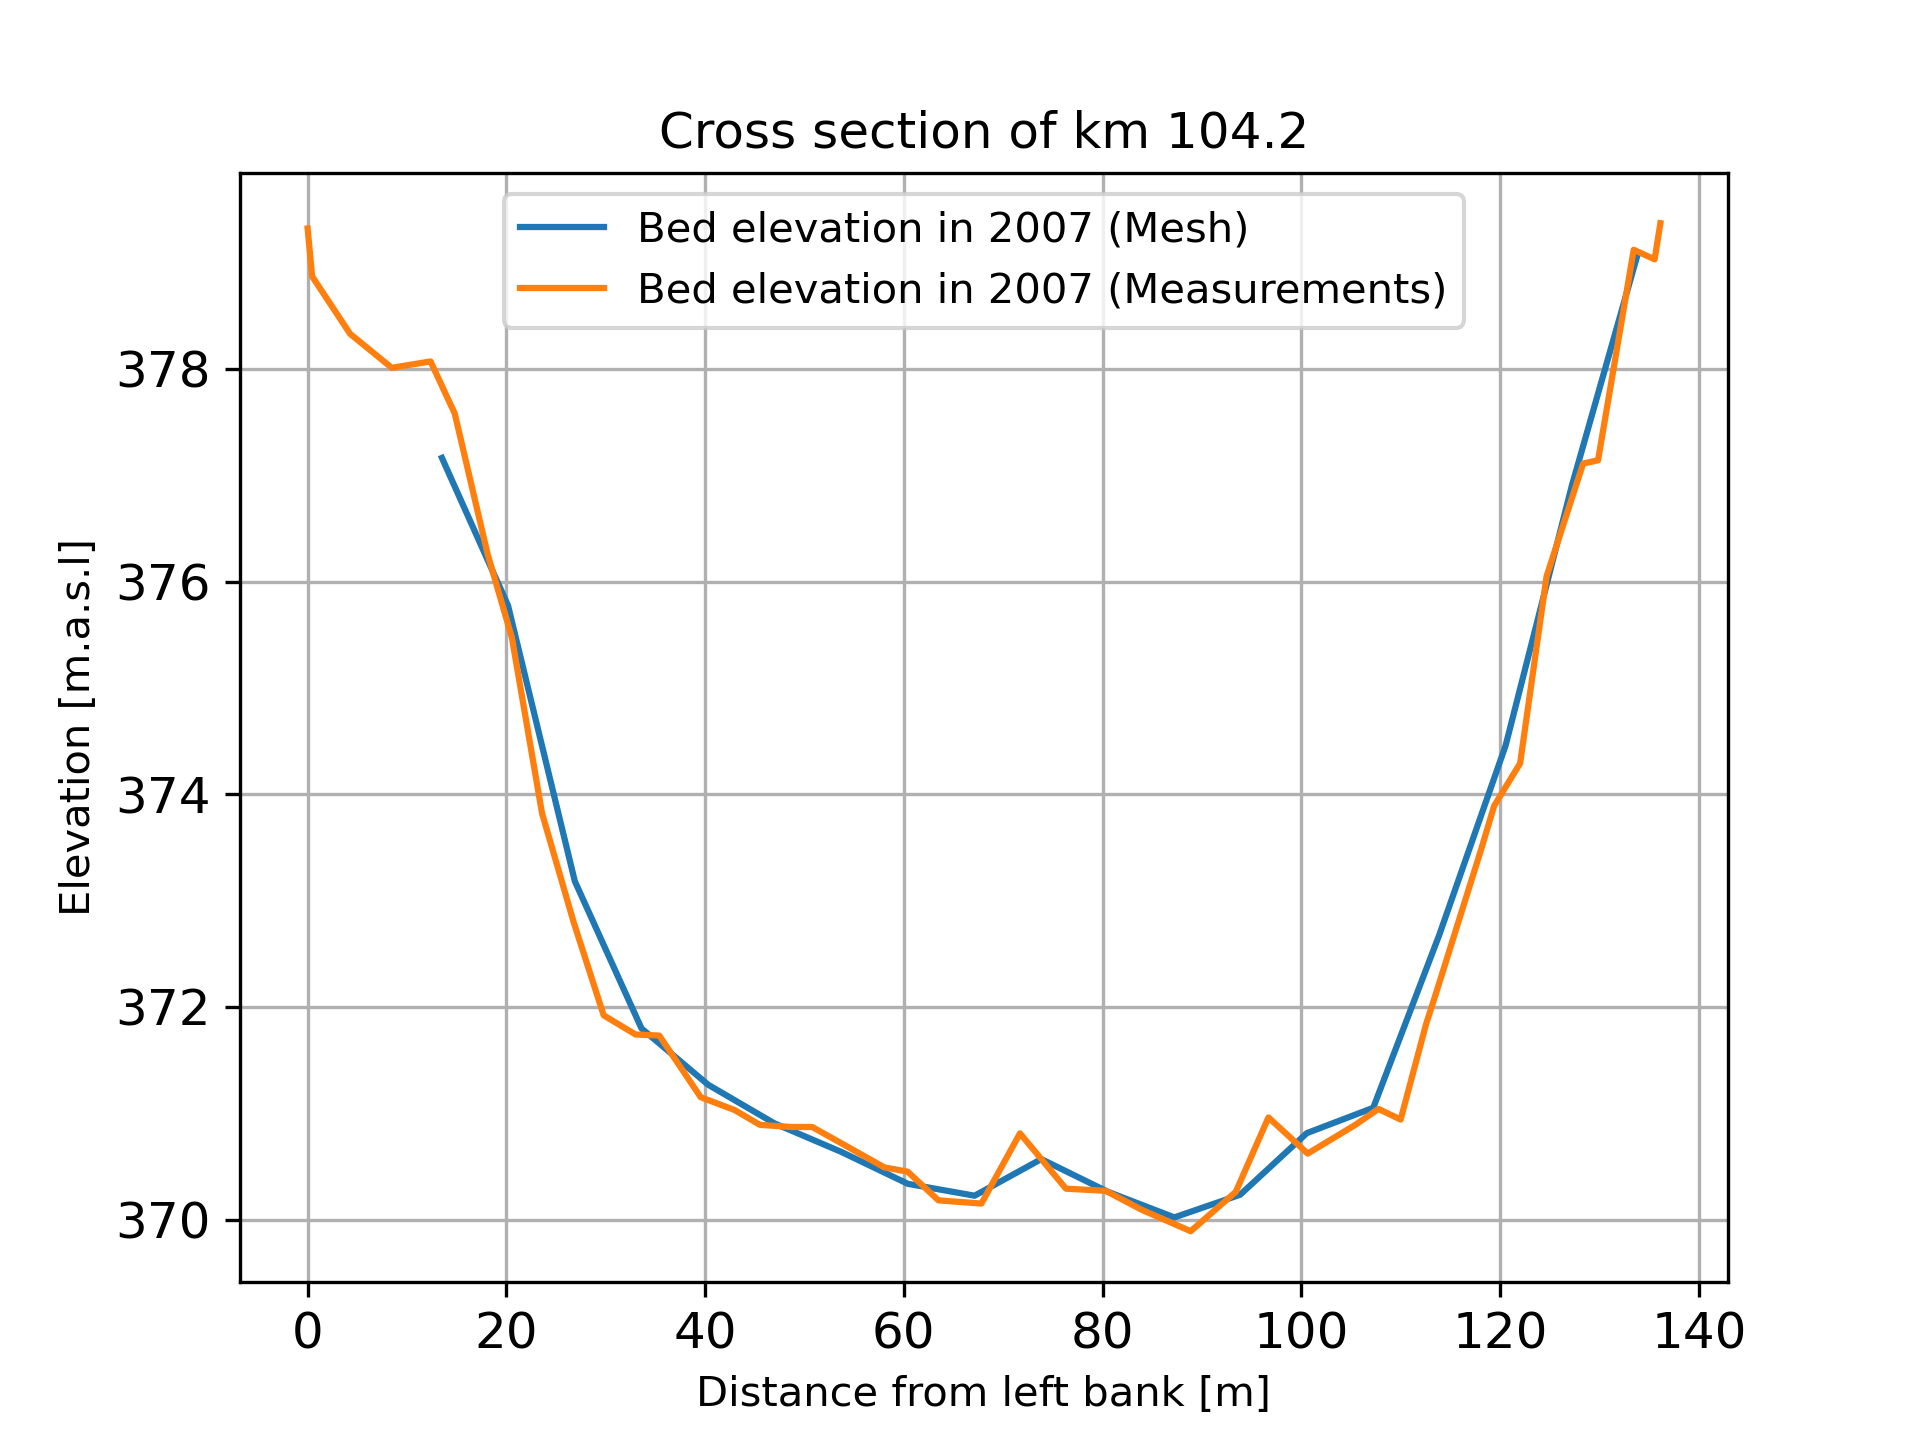 Cross section of km 104.2
Bed elevation in 2007 (Mesh)
Bed elevation in 2007 (Measurements)
Elevation [m.a.s.l]
378
376
374
372
370
0 20 40 60 80 100 120 140
Distance from left bank [m]